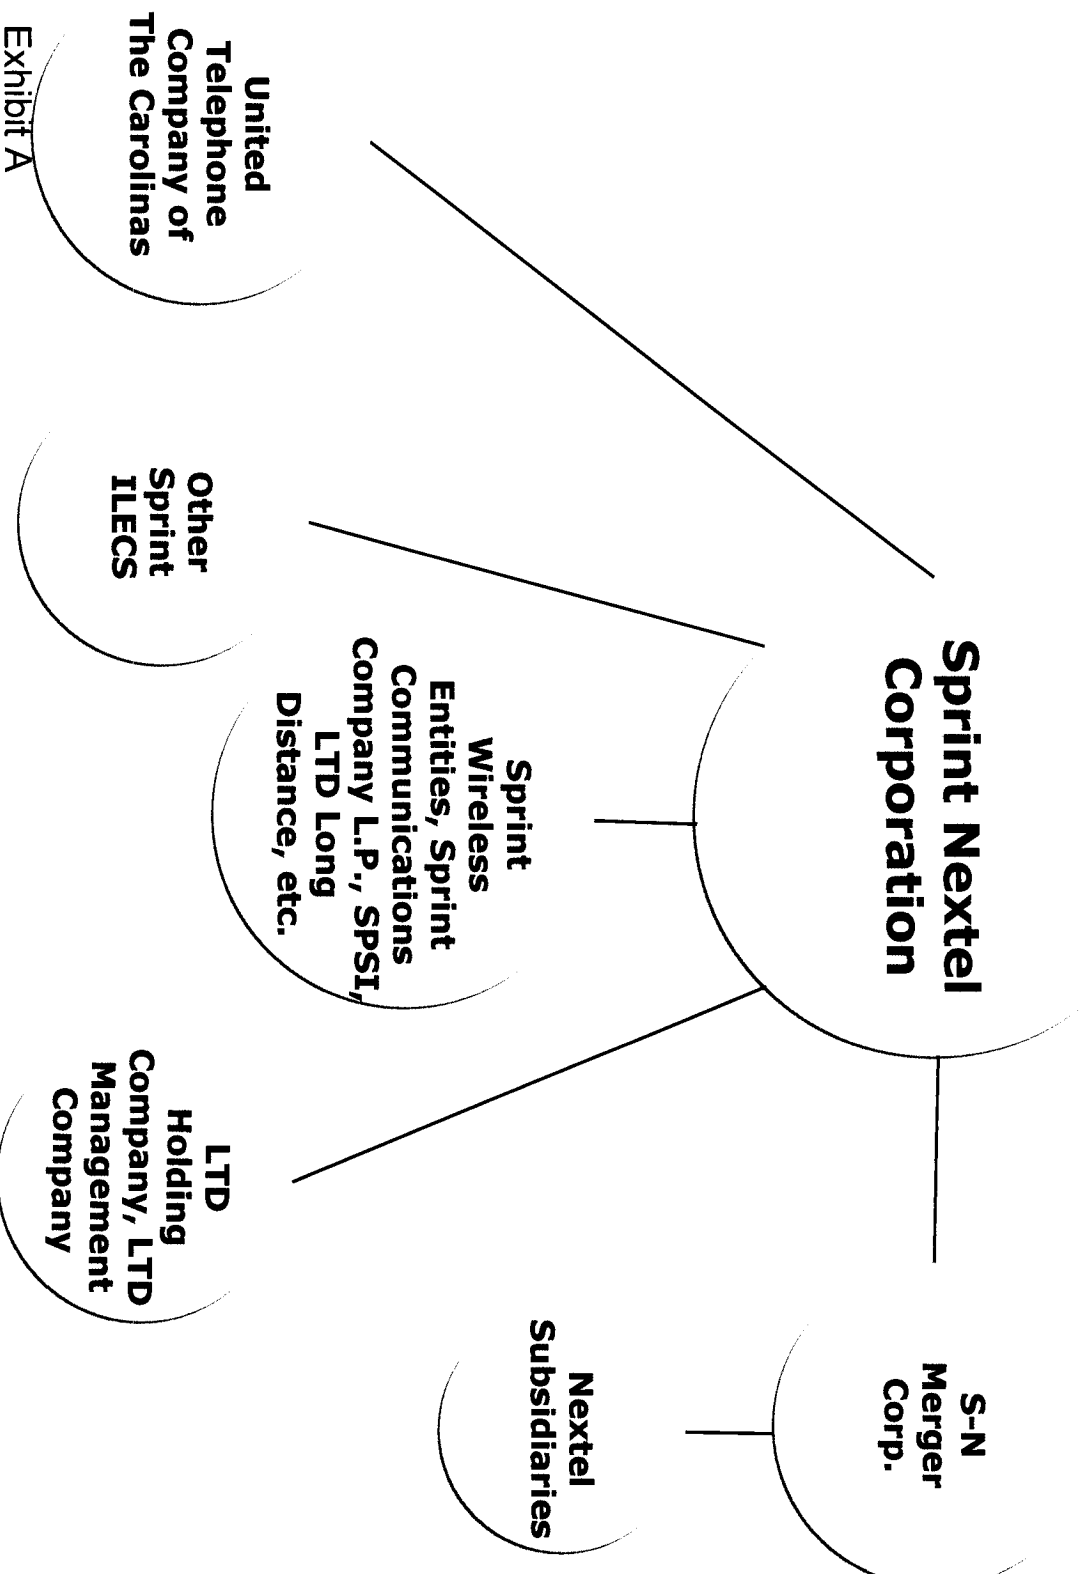 Sprint Nextel
Corporation
S-N
Merger
Corp.
United
Telephone
Company of
The Carolinas
Other
Sprint
ILECS
Sprint
Wireless
Entities, Sprint
Communications
Company L.P., SPSI,
LTD Long
Distance, etc.
LTD
Holding
Company, LTD
Management
Company
Nextel
Subsidiaries
Exhibit A